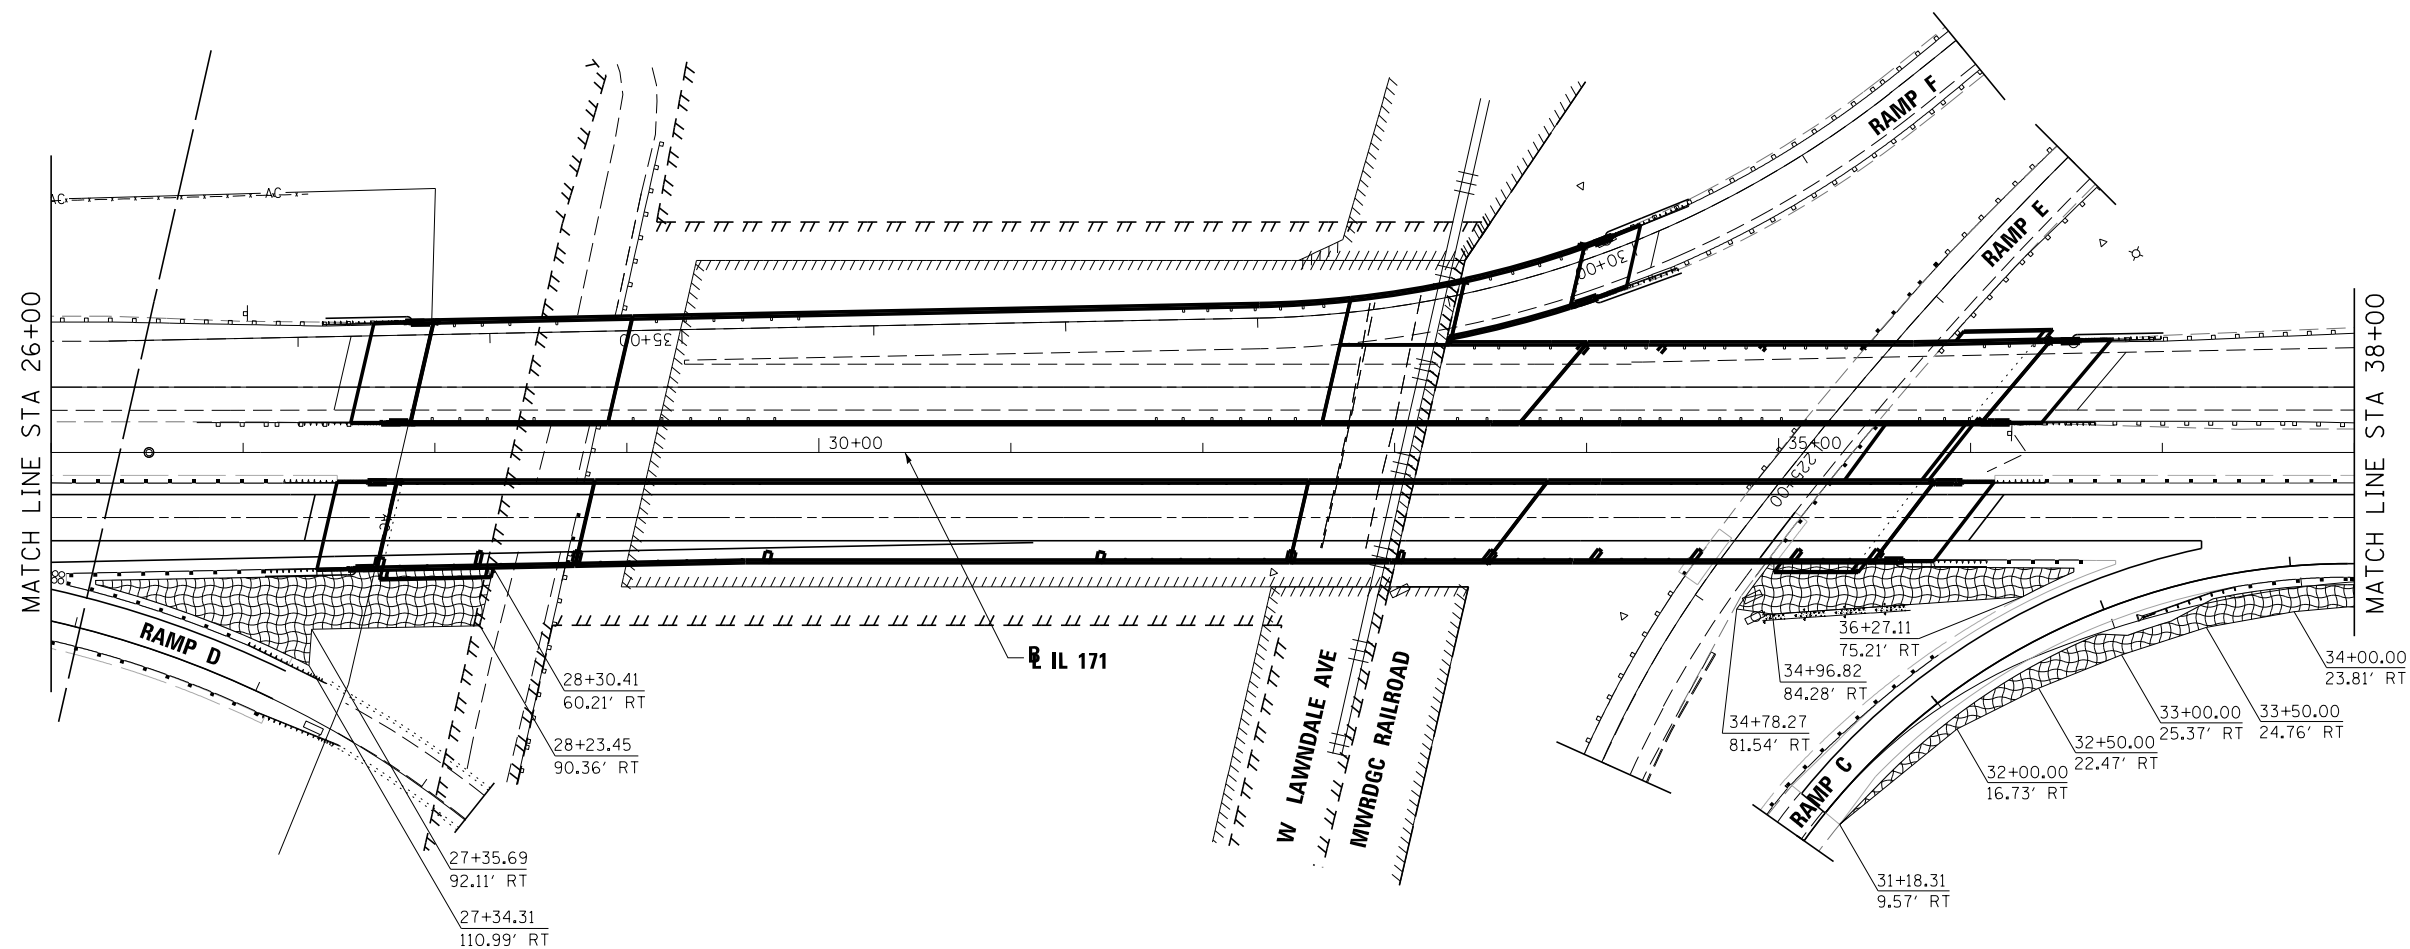 MATCH LINE STA 26+00
AC
AC
RAMP F
RAMP E
30+00
35+00
30+00
35+00
225+00
MATCH LINE STA 38+00
RAMP D
AC
℄ IL 171
W LAWNDALE AVE
MWRDGC RAILROAD
RAMP C
28+30.41
60.21' RT
28+23.45
90.36' RT
27+35.69
92.11' RT
27+34.31
110.99' RT
36+27.11
75.21' RT
34+96.82
84.28' RT
34+78.27
81.54' RT
34+00.00
23.81' RT
33+50.00
24.76' RT
33+00.00
25.37' RT
32+50.00
22.47' RT
32+00.00
16.73' RT
31+18.31
9.57' RT